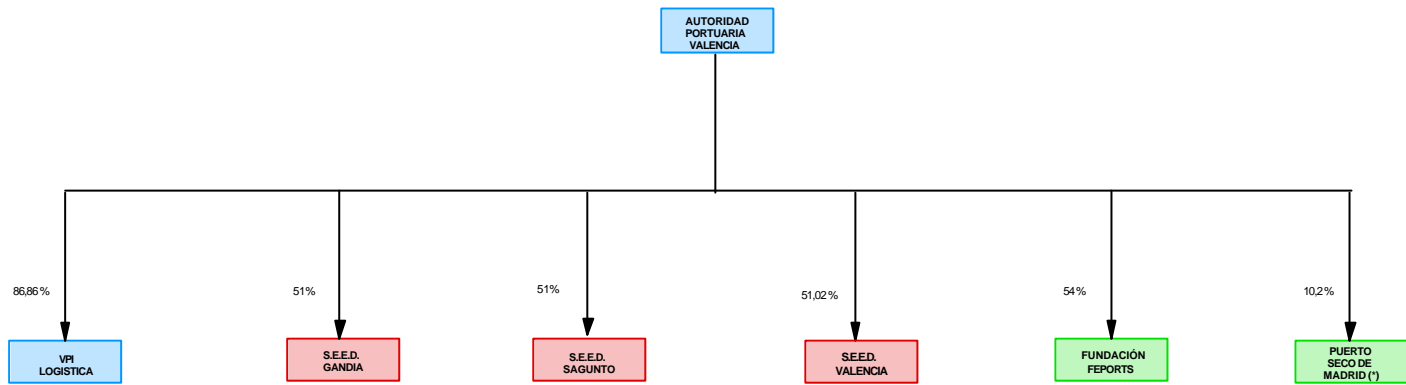 AUTORIDAD
PORTUARIA
VALENCIA
86,86%
51%
51%
51,02%
54%
10,2%
VPI
LOGISTICA
S.E.E.D.
GANDIA
S.E.E.D.
SAGUNTO
S.E.E.D.
VALENCIA
FUNDACIÓN
FEPORTS
PUERTO
SECO DE
MADRID (*)